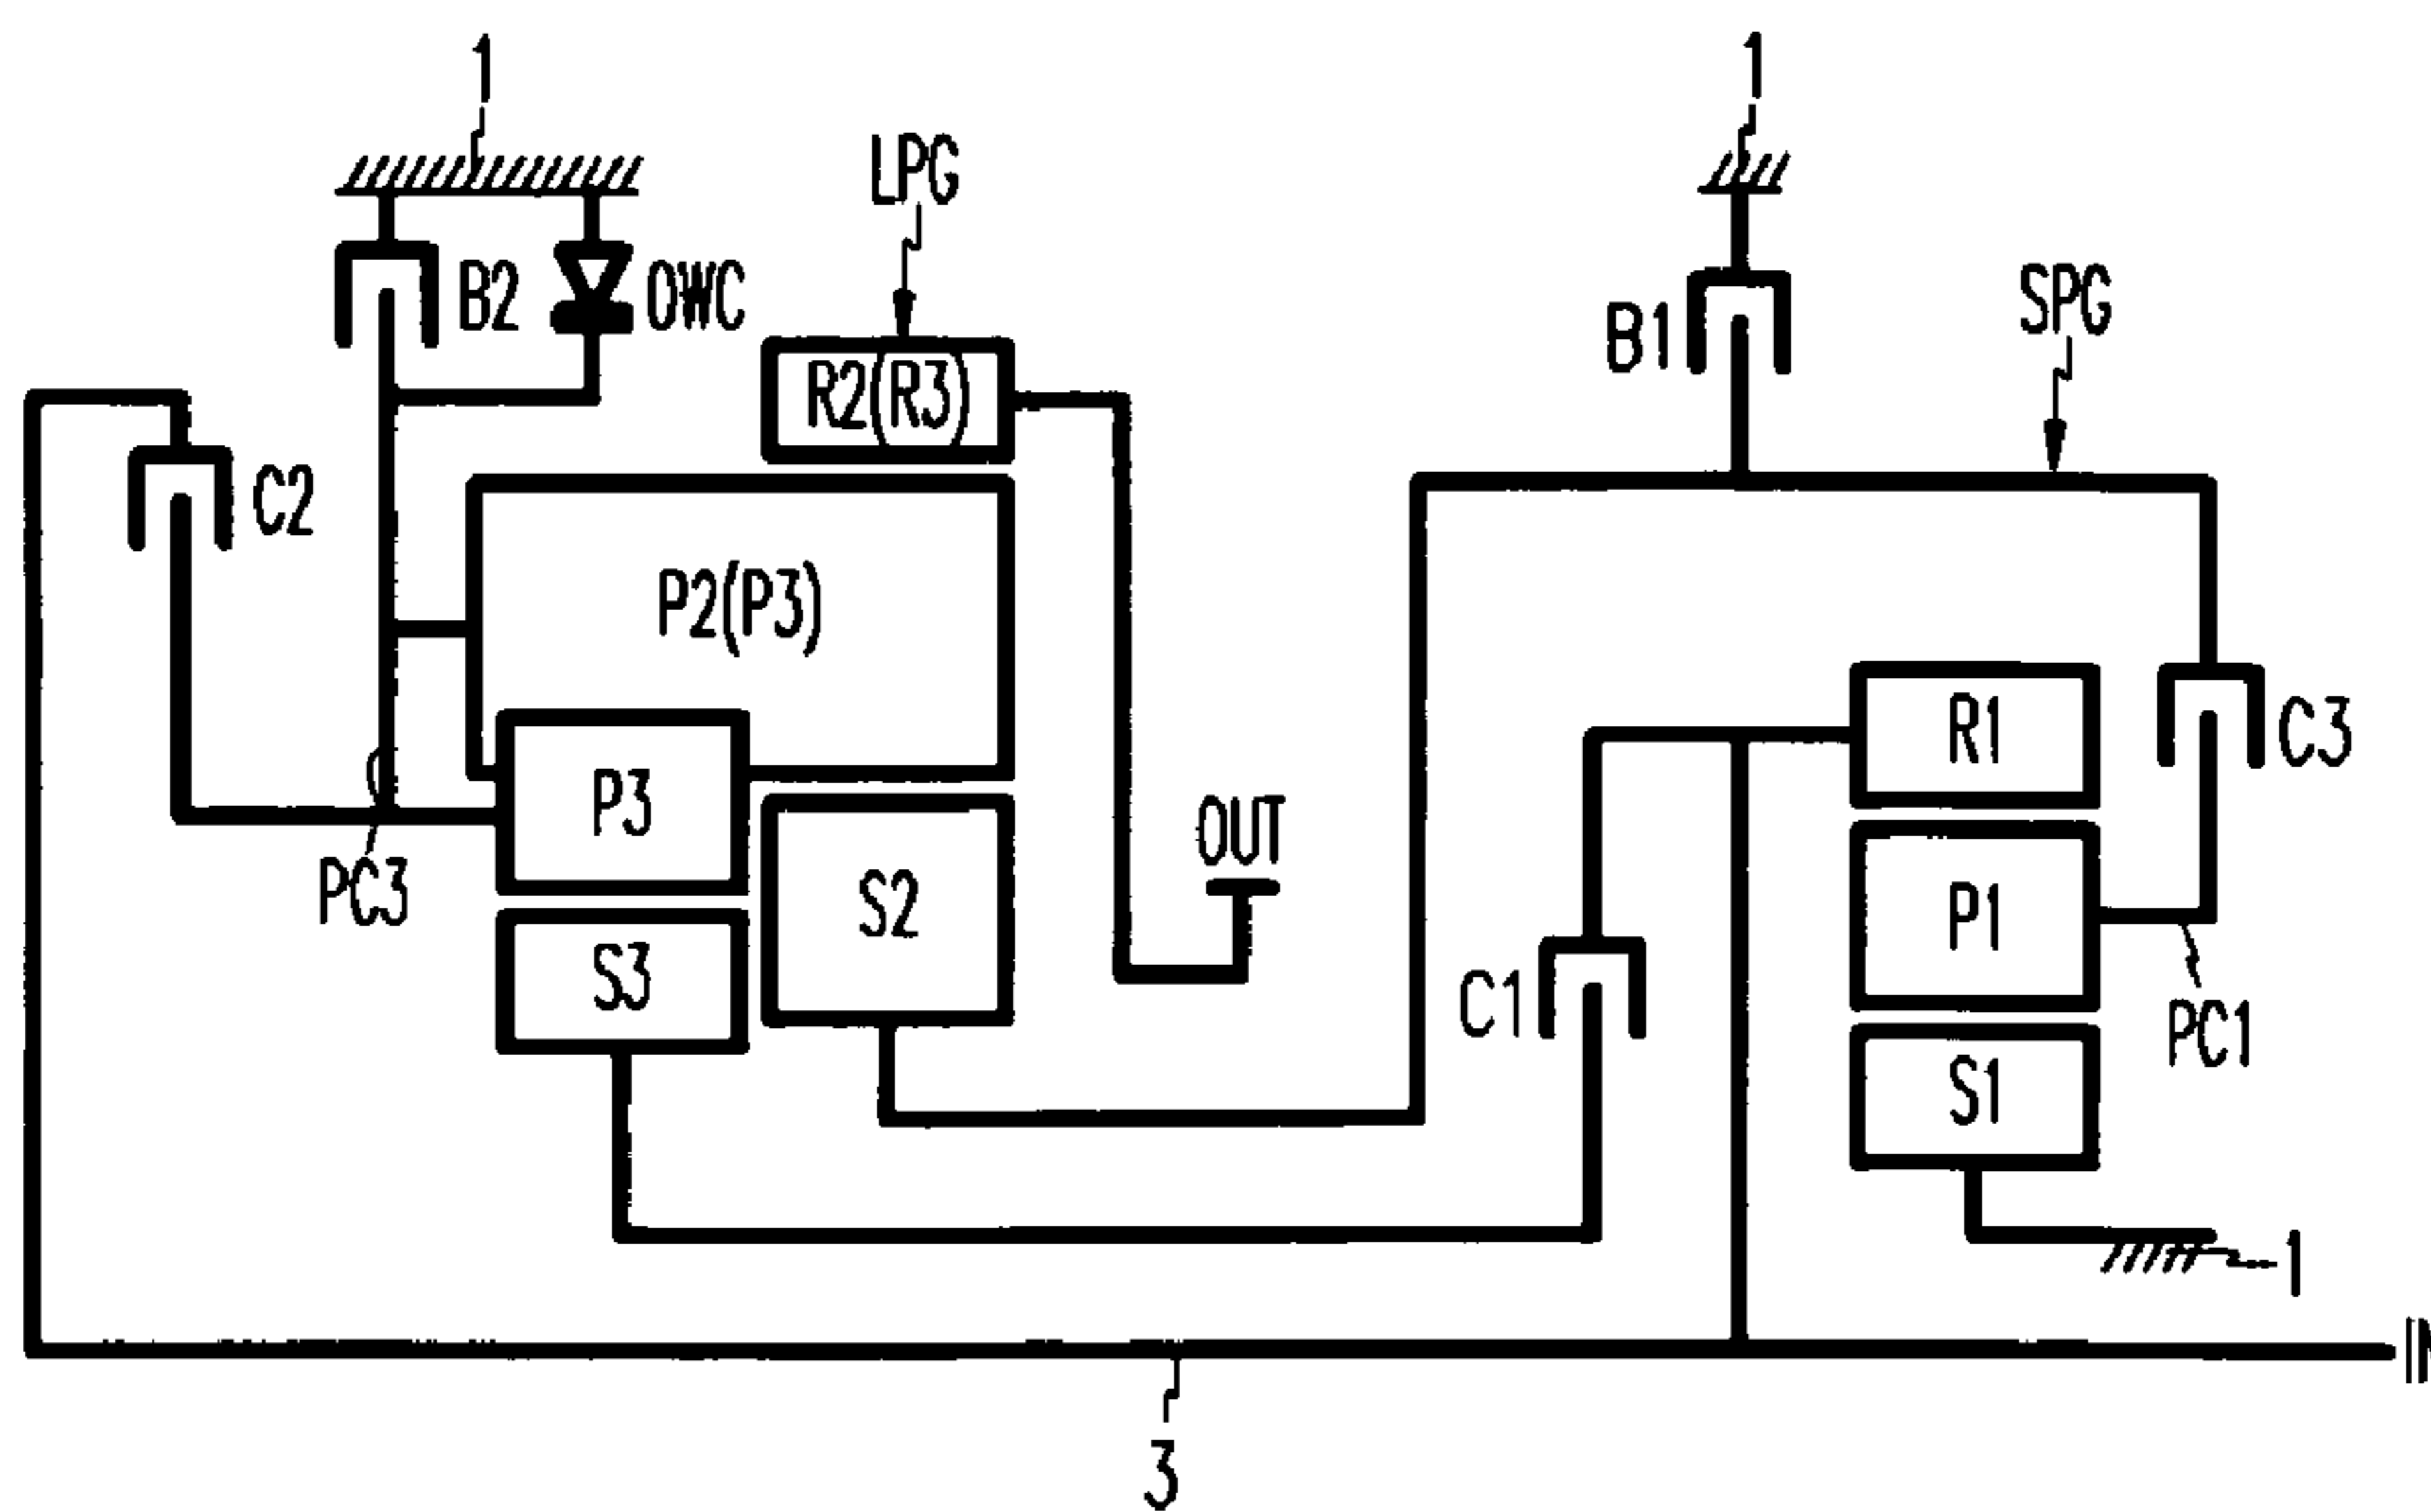 1
1
LPG
B2
OWC
SPG
B1
R2(R3)
C2
P2(P3)
R1
C3
P3
OUT
PC3
S2
P1
S3
C1
PC1
S1
1
IN
3